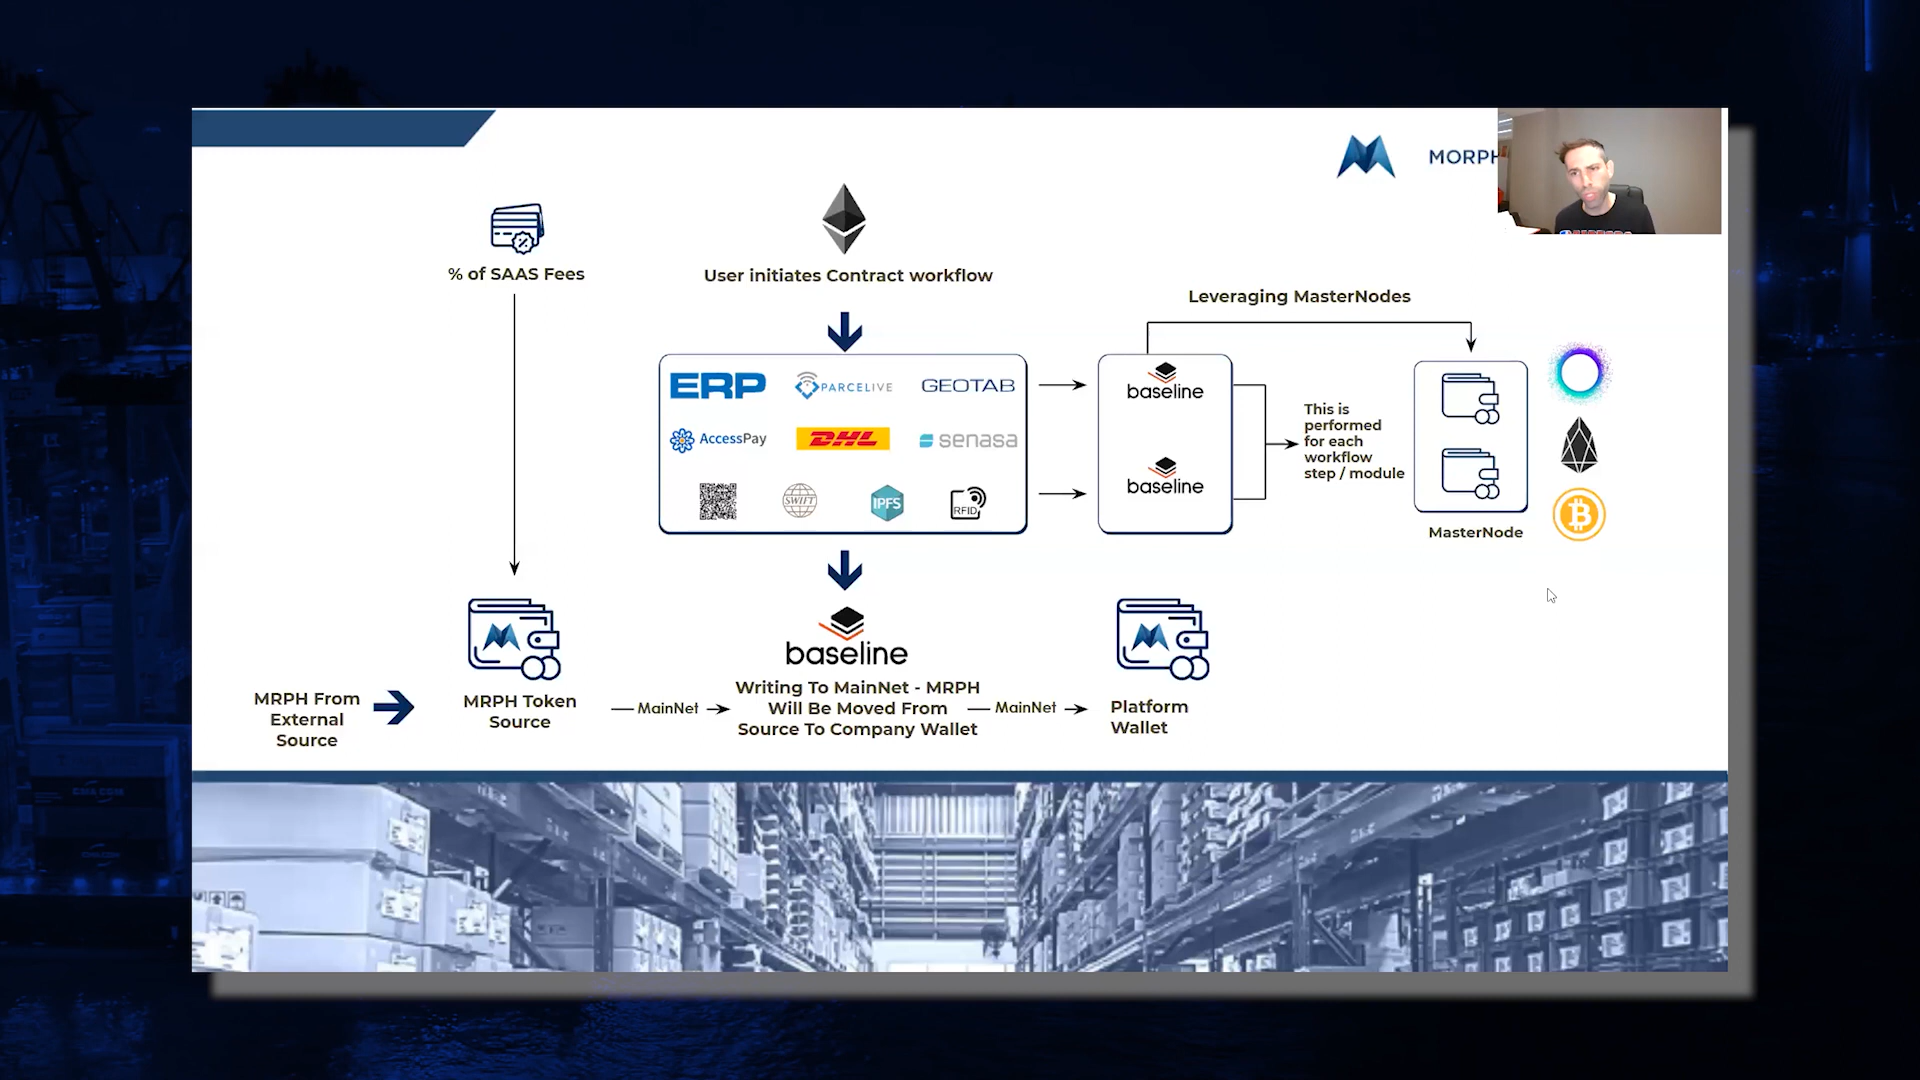 MORPH
% of SAAS Fees
User initiates Contract workflow
Leveraging MasterNodes
ERP
PARCELIVE
GEOTAB
AccessPay
DHL
senasa
SWIFT
IPFS
RFID
baseline
baseline
This is
performed
for each
workflow
step / module
MasterNode
baseline
MRPH From
External
Source
MRPH Token
Source
MainNet
Writing To MainNet - MRPH
Will Be Moved From
Source To Company Wallet
MainNet
Platform
Wallet